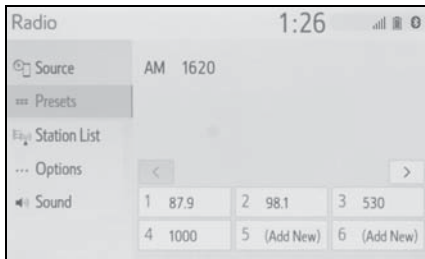 Radio 1:26
Source
AM 1620
Presets
Station List
Options
Sound
1 87.9 2 98.1 3 530
4 1000 5 (Add New) 6 (Add New)